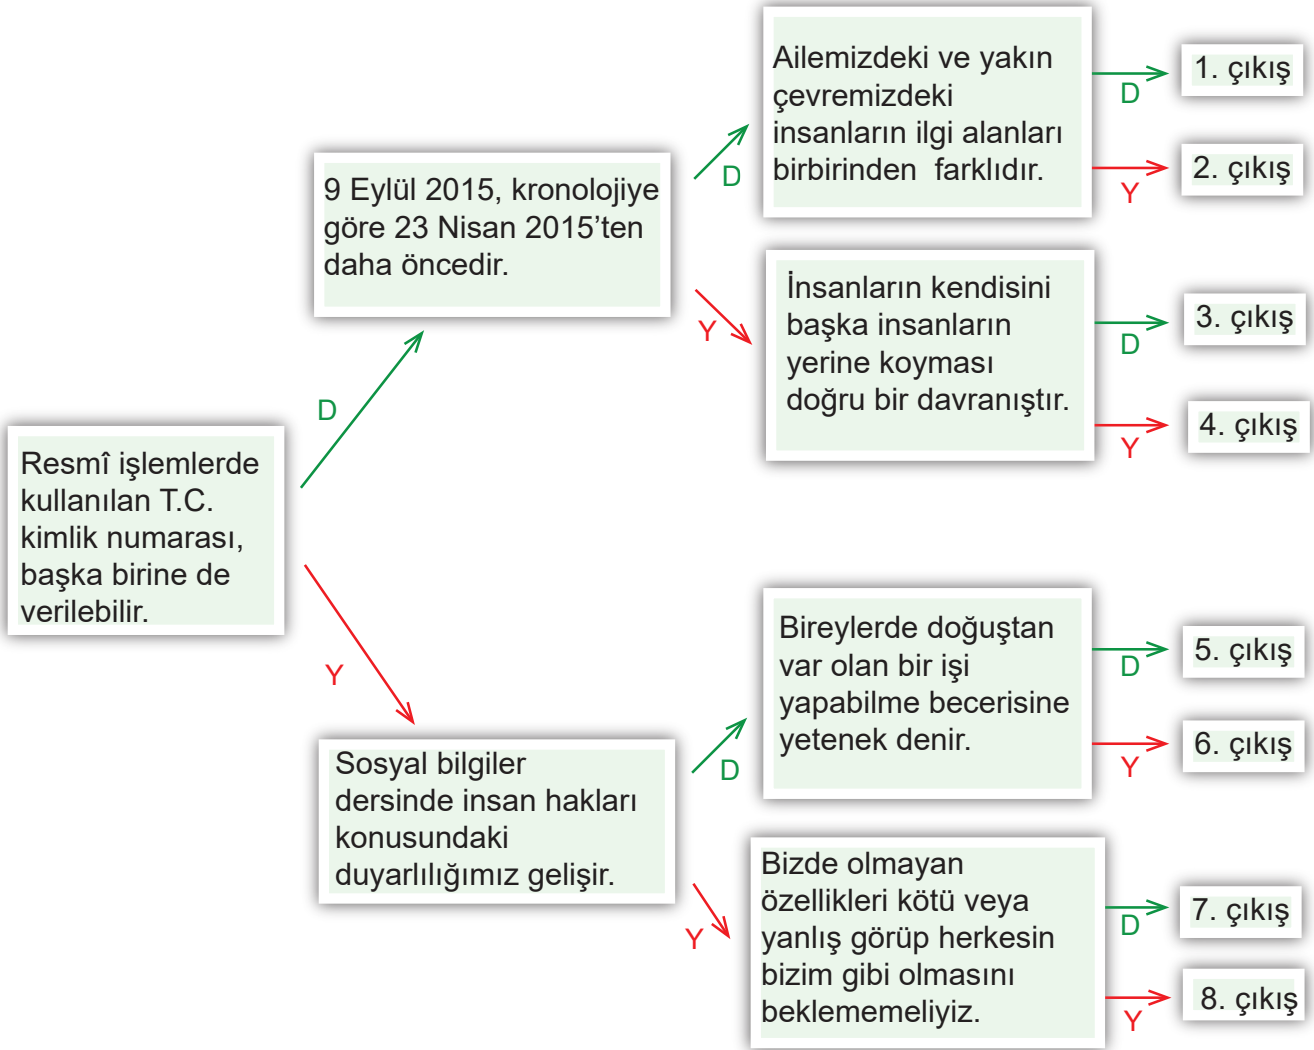 Resmî işlemlerde
kullanılan T.C.
kimlik numarası,
başka birine de
verilebilir.
D
Y
9 Eylül 2015, kronolojiye
göre 23 Nisan 2015’ten
daha öncedir.
D
Y
Ailemizdeki ve yakın
çevremizdeki
insanların ilgi alanları
birbirinden farklıdır.
D
1. çıkış
Y
2. çıkış
İnsanların kendisini
başka insanların
yerine koyması
doğru bir davranıştır.
D
3. çıkış
Y
4. çıkış
Sosyal bilgiler
dersinde insan hakları
konusundaki
duyarlılığımız gelişir.
D
Y
Bireylerde doğuştan
var olan bir işi
yapabilme becerisine
yetenek denir.
D
5. çıkış
Y
6. çıkış
Bizde olmayan
özellikleri kötü veya
yanlış görüp herkesin
bizim gibi olmasını
beklememeliyiz.
D
7. çıkış
Y
8. çıkış